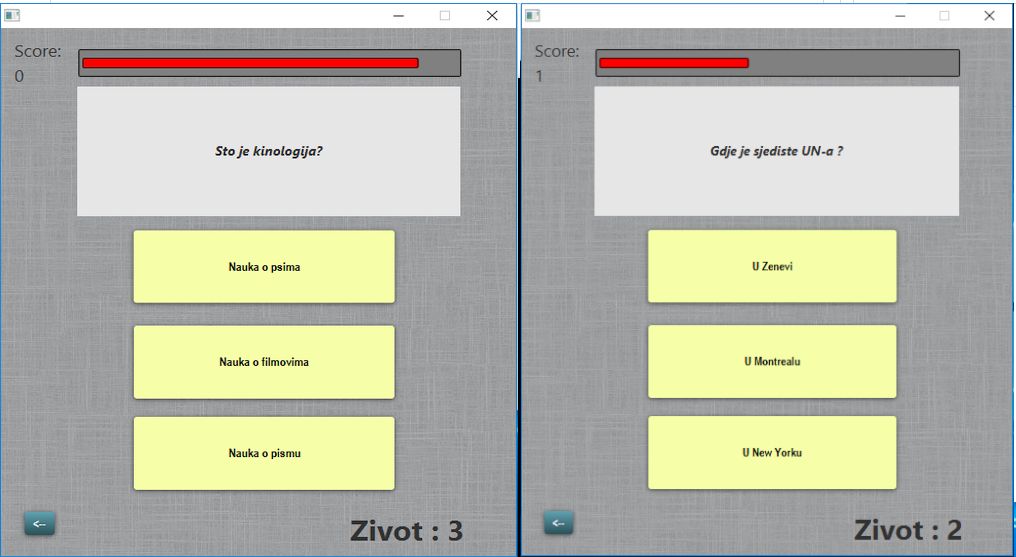 Score:
0
Sto je kinologija?
Nauka o psima
Nauka o filmovima
Nauka o pismu
<--
Zivot : 3
Score:
1
Gdje je sjediste UN-a ?
U Zenevi
U Montrealu
U New Yorku
<--
Zivot : 2